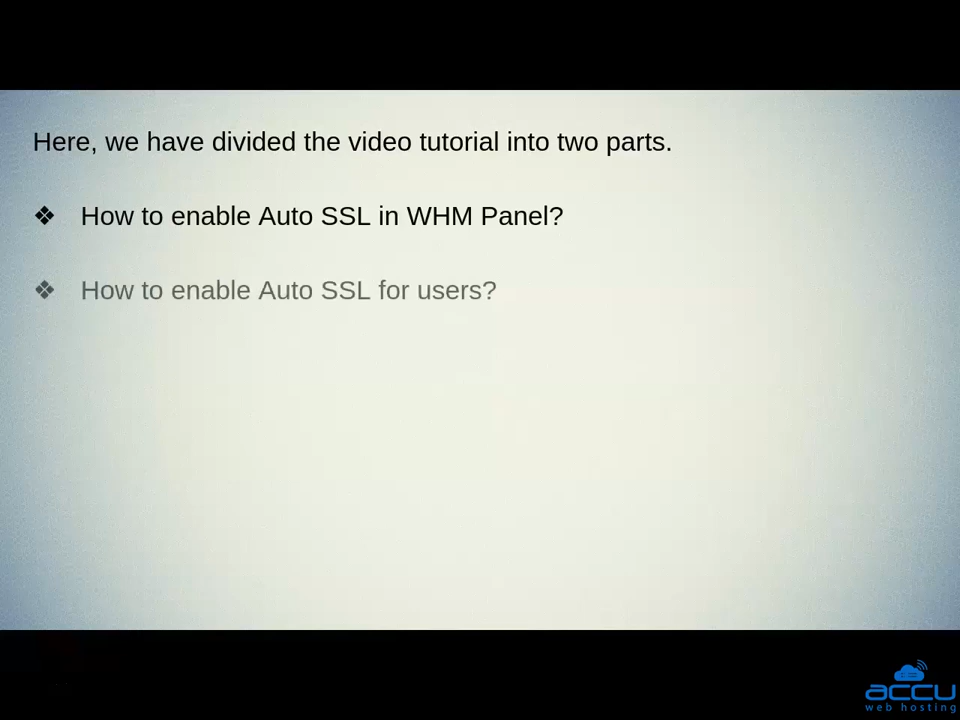 Here, we have divided the video tutorial into two parts.
❖ How to enable Auto SSL in WHM Panel?
❖ How to enable Auto SSL for users?
accu
web hosting